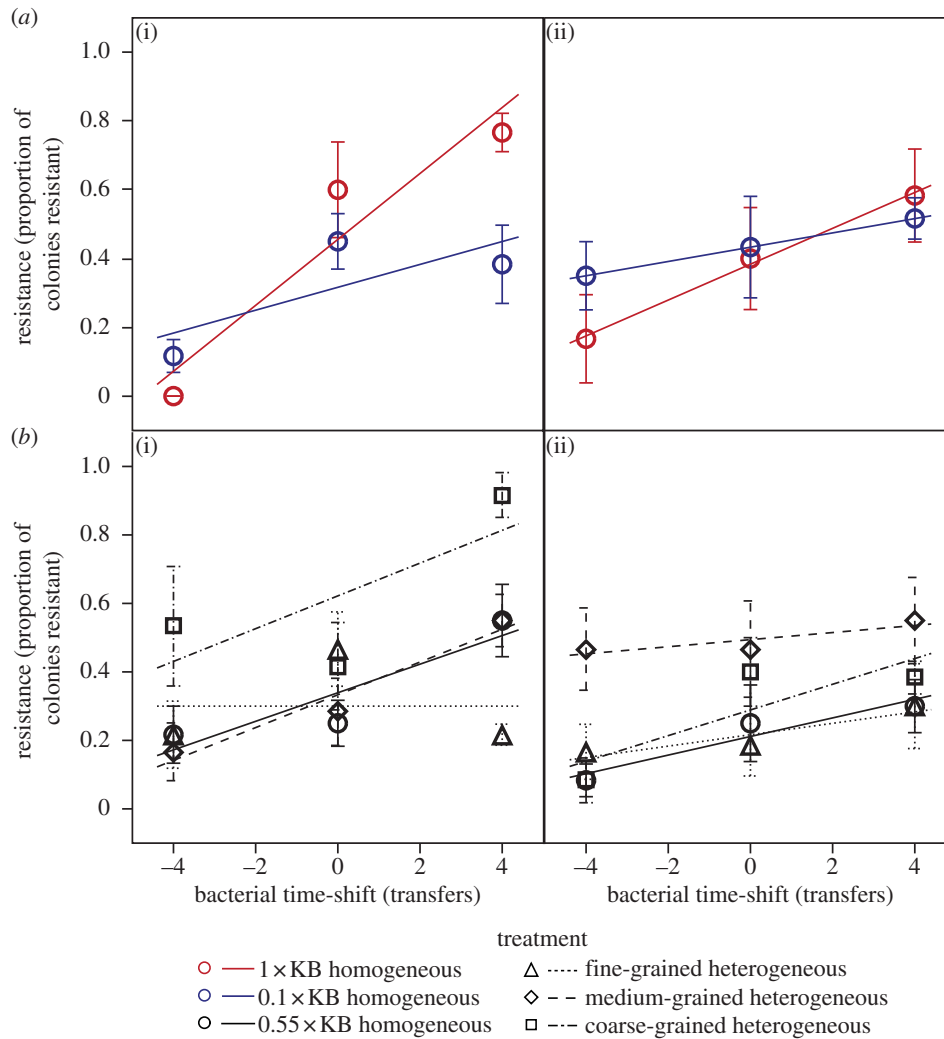 (a)
(i)
(ii)
1.0
0.8
0.6
0.4
0.2
0
resistance (proportion of
colonies resistant)
(b)
(i)
(ii)
1.0
0.8
0.6
0.4
0.2
0
resistance (proportion of
colonies resistant)
−4 −2 0 2 4
−4 −2 0 2 4
bacterial time-shift (transfers)
bacterial time-shift (transfers)
treatment
1 × KB homogeneous
0.1 × KB homogeneous
0.55 × KB homogeneous
fine-grained heterogeneous
medium-grained heterogeneous
coarse-grained heterogeneous